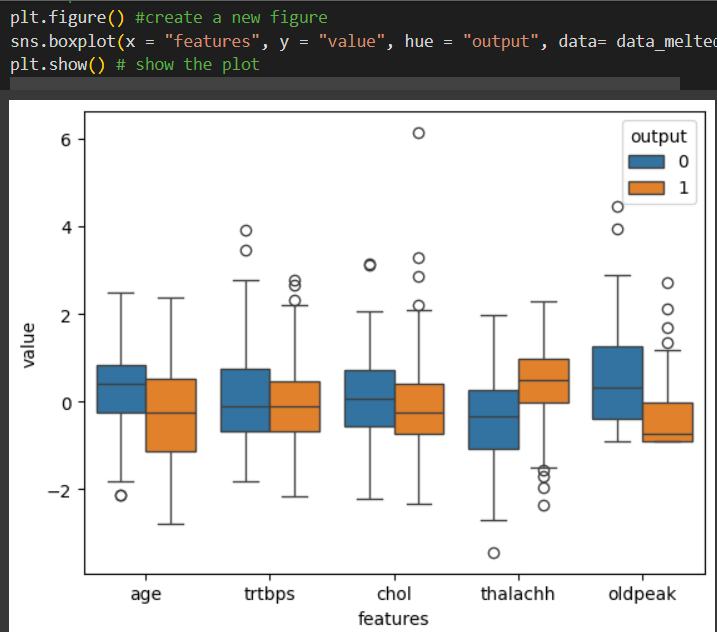 plt.figure() #create a new figure
sns.boxplot(x = "features", y = "value", hue = "output", data= data_melted
plt.show() # show the plot
output
0
1
6
4
2
0
−2
value
age trtbps chol thalachh oldpeak
features